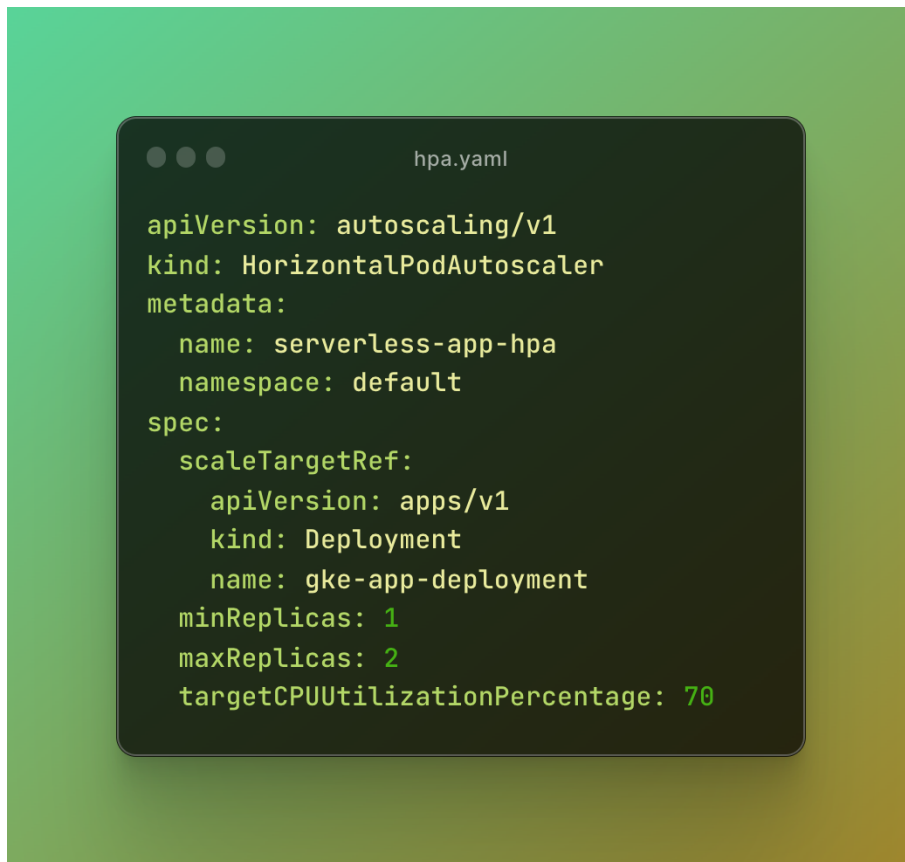 hpa.yaml
apiVersion: autoscaling/v1
kind: HorizontalPodAutoscaler
metadata:
  name: serverless-app-hpa
  namespace: default
spec:
  scaleTargetRef:
    apiVersion: apps/v1
    kind: Deployment
    name: gke-app-deployment
  minReplicas: 1
  maxReplicas: 2
  targetCPUUtilizationPercentage: 70